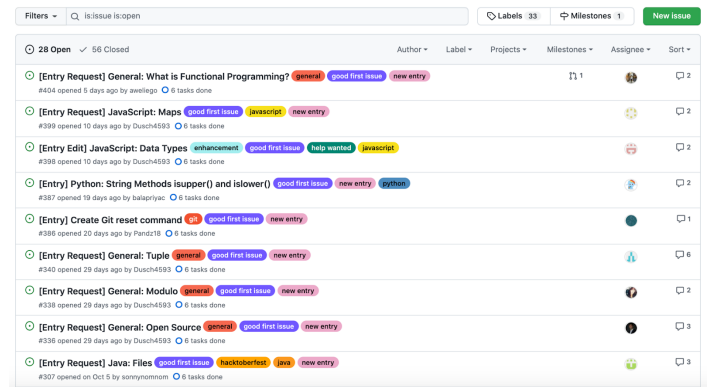 Filters
is:issue is:open
Labels 33
Milestones 1
New issue
28 Open 56 Closed Author Label Projects Milestones Assignee Sort
[Entry Request] General: What is Functional Programming? general good first issue new entry 1 2
#404 opened 5 days ago by aweliego 6 tasks done
[Entry Request] JavaScript: Maps good first issue javascript new entry 2
#399 opened 10 days ago by Dusch4593 6 tasks done
[Entry Edit] JavaScript: Data Types enhancement good first issue help wanted javascript 2
#398 opened 10 days ago by Dusch4593 6 tasks done
[Entry] Python: String Methods isupper() and islower() good first issue new entry python 2
#387 opened 19 days ago by balapriyac 6 tasks done
[Entry] Create Git reset command git good first issue new entry 1
#386 opened 20 days ago by Pandz18 6 tasks done
[Entry Request] General: Tuple general good first issue new entry 6
#340 opened 29 days ago by Dusch4593 6 tasks done
[Entry Request] General: Modulo general good first issue new entry 2
#338 opened 29 days ago by Dusch4593 6 tasks done
[Entry Request] General: Open Source general good first issue new entry 3
#336 opened 29 days ago by Dusch4593 6 tasks done
[Entry Request] Java: Files good first issue hacktoberfest java new entry 3
#307 opened on Oct 5 by sonnynomnom 6 tasks done